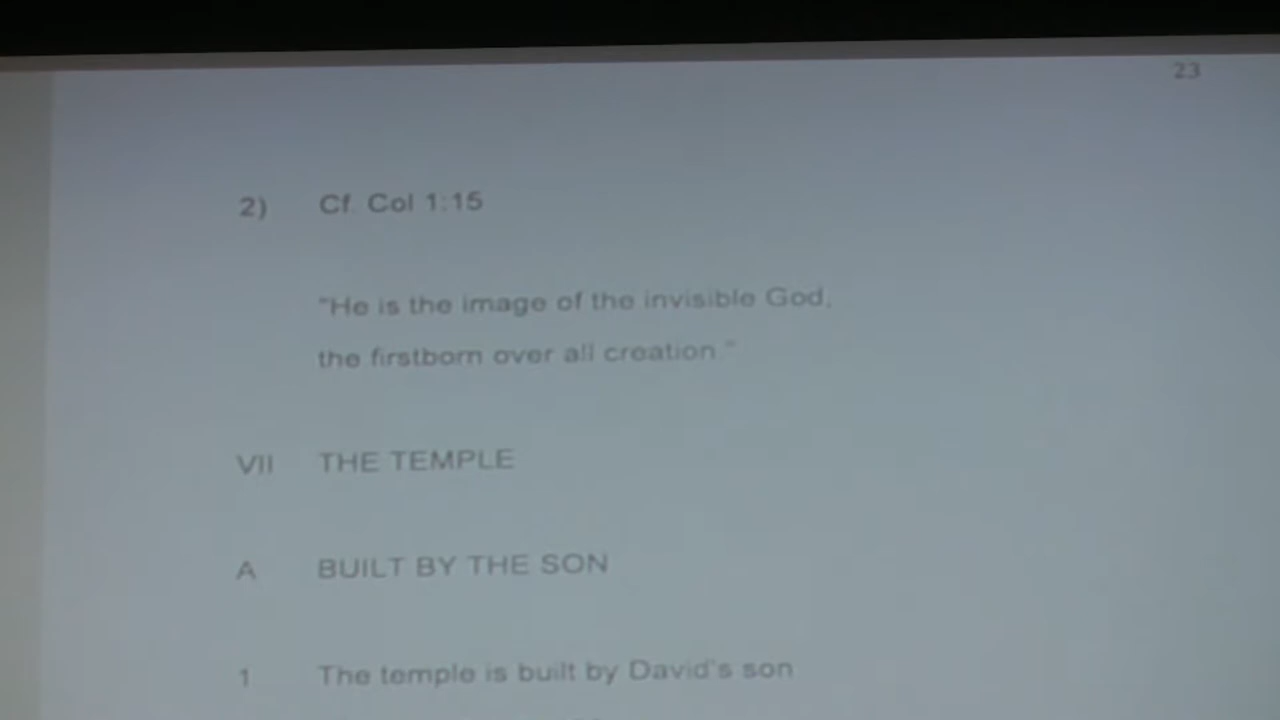 23
2) Cf. Col 1:15
"He is the image of the invisible God,
the firstborn over all creation."
VII THE TEMPLE
A BUILT BY THE SON
1 The temple is built by David's son